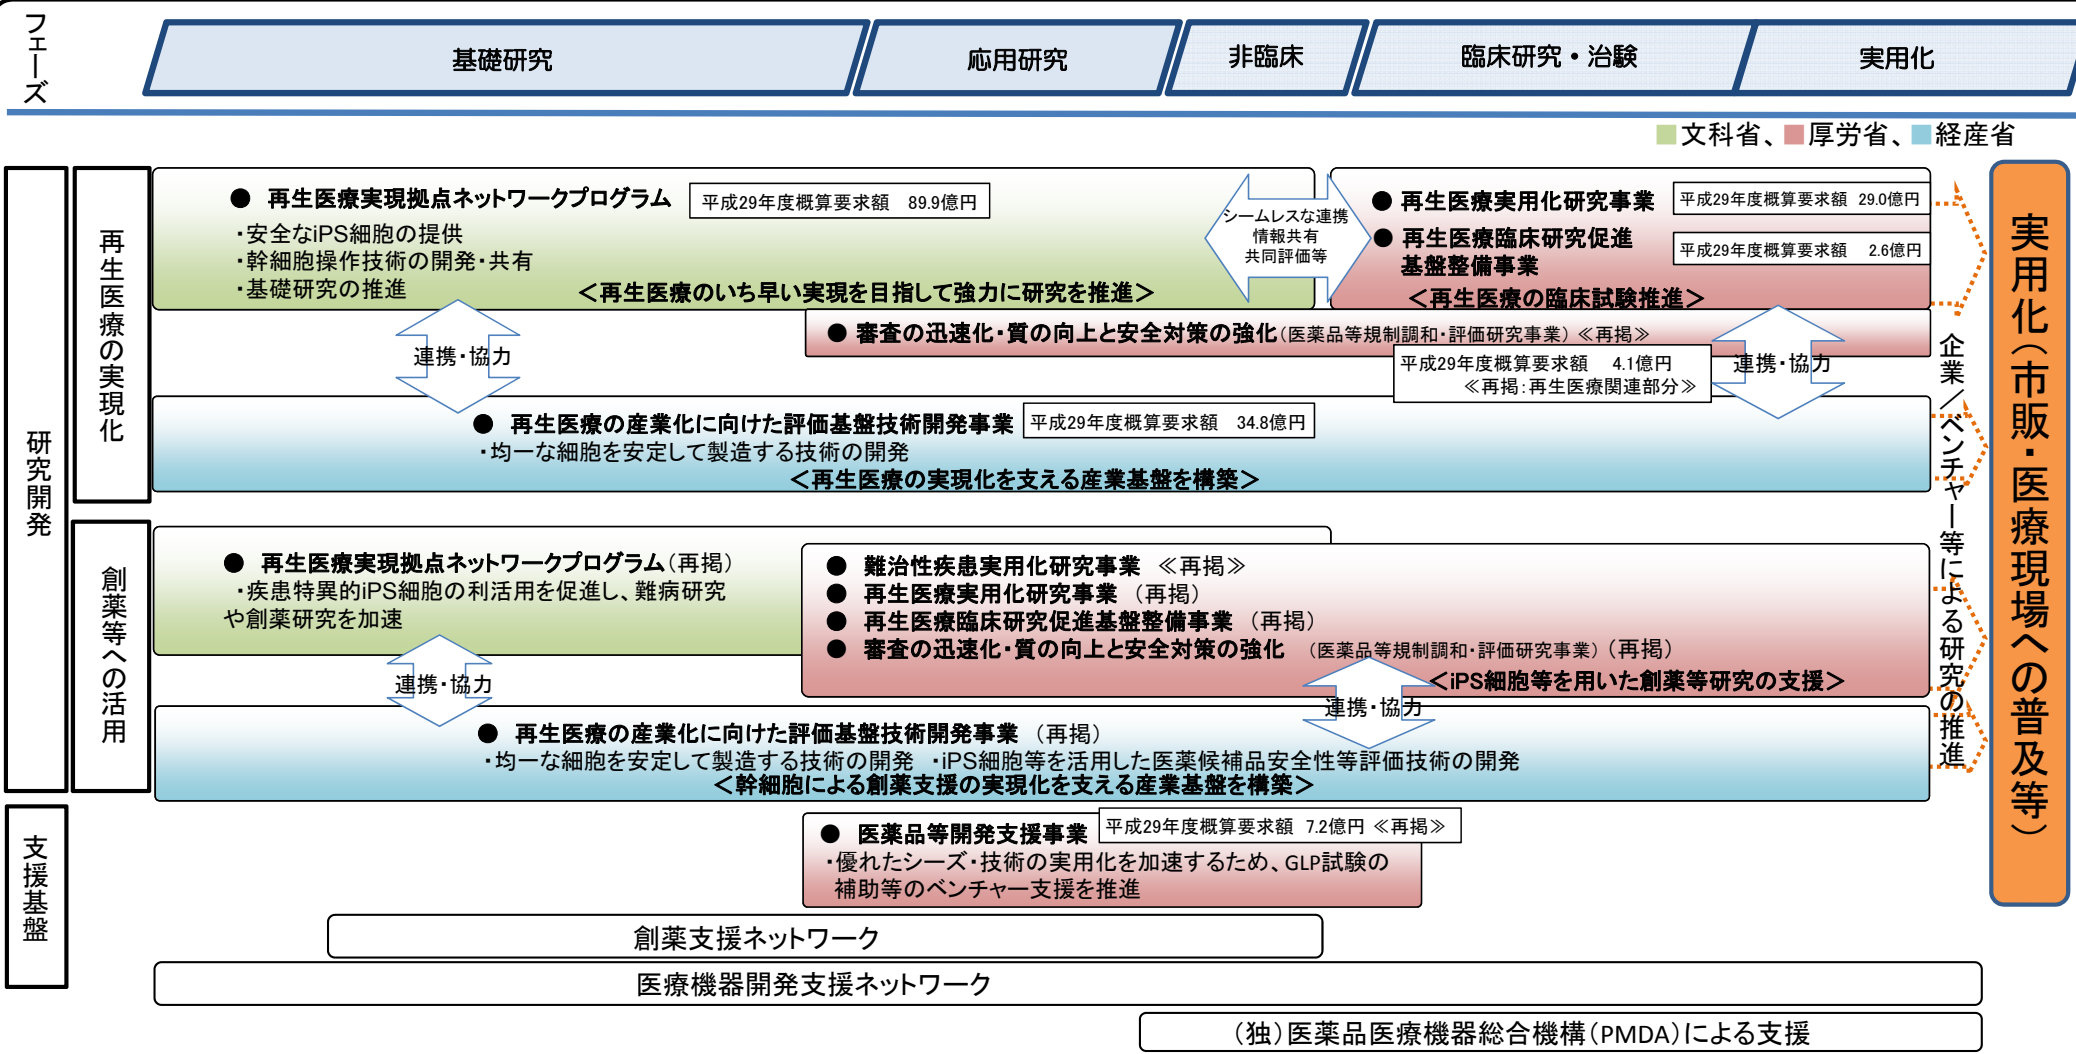 フェーズ
基礎研究
応用研究
非臨床
臨床研究・治験
実用化
文科省、厚労省、経産省
研究開発
再生医療の実現化
● 再生医療実現拠点ネットワークプログラム
平成29年度概算要求額 89.9億円
・安全なiPS細胞の提供
・幹細胞操作技術の開発・共有
・基礎研究の推進
＜再生医療のいち早い実現を目指して強力に研究を推進＞
シームレスな連携
情報共有
共同評価等
● 再生医療実用化研究事業
平成29年度概算要求額 29.0億円
● 再生医療臨床研究促進
基盤整備事業
平成29年度概算要求額 2.6億円
＜再生医療の臨床試験推進＞
● 審査の迅速化・質の向上と安全対策の強化（医薬品等規制調和・評価研究事業）≪再掲≫
平成29年度概算要求額 4.1億円
≪再掲：再生医療関連部分≫
連携・協力
連携・協力
● 再生医療の産業化に向けた評価基盤技術開発事業
平成29年度概算要求額 34.8億円
・均一な細胞を安定して製造する技術の開発
＜再生医療の実現化を支える産業基盤を構築＞
創薬等への活用
● 再生医療実現拠点ネットワークプログラム（再掲）
・疾患特異的iPS細胞の利活用を促進し、難病研究
や創薬研究を加速
● 難治性疾患実用化研究事業 ≪再掲≫
● 再生医療実用化研究事業 （再掲）
● 再生医療臨床研究促進基盤整備事業 （再掲）
● 審査の迅速化・質の向上と安全対策の強化 （医薬品等規制調和・評価研究事業）（再掲）
＜iPS細胞等を用いた創薬等研究の支援＞
連携・協力
連携・協力
● 再生医療の産業化に向けた評価基盤技術開発事業 （再掲）
・均一な細胞を安定して製造する技術の開発 ・iPS細胞等を活用した医薬候補品安全性等評価技術の開発
＜幹細胞による創薬支援の実現化を支える産業基盤を構築＞
企業／ベンチャー等による研究の推進
実用化（市販・医療現場への普及等）
支援基盤
● 医薬品等開発支援事業
平成29年度概算要求額 7.2億円 ≪再掲≫
・優れたシーズ・技術の実用化を加速するため、GLP試験の
補助等のベンチャー支援を推進
創薬支援ネットワーク
医療機器開発支援ネットワーク
（独）医薬品医療機器総合機構（PMDA）による支援